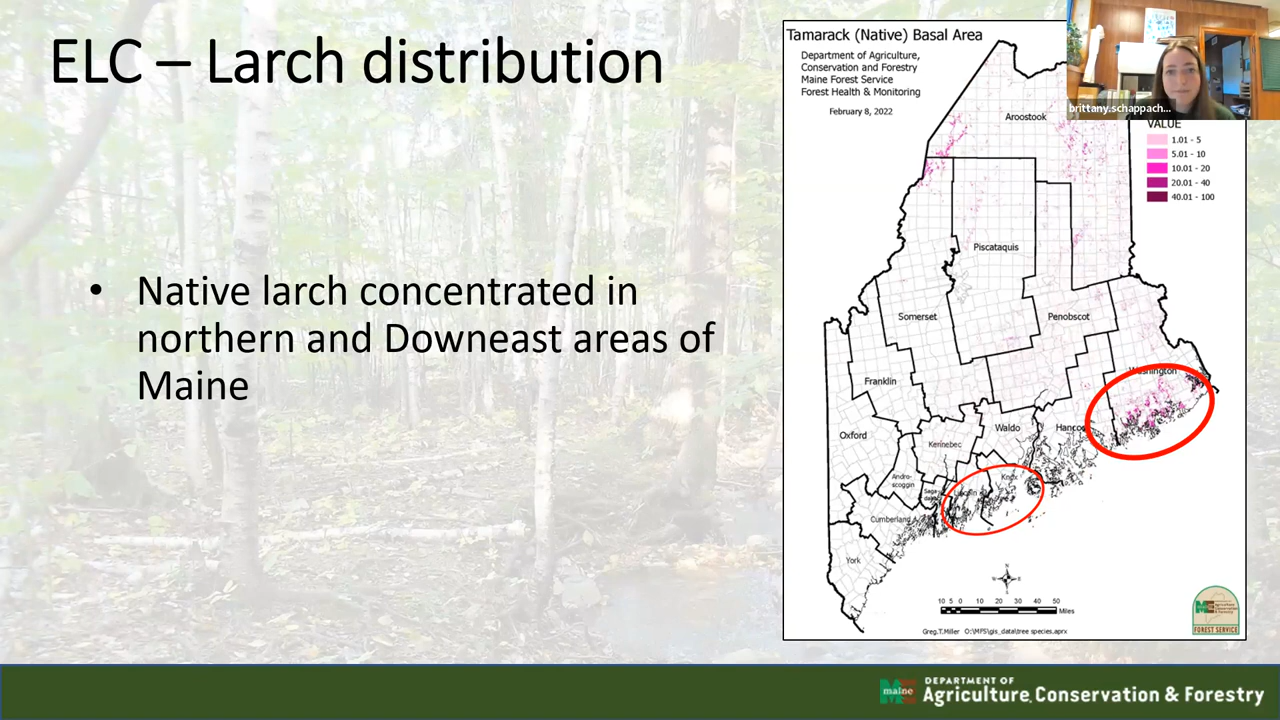 ELC – Larch distribution
• Native larch concentrated in
northern and Downeast areas of
Maine
Tamarack (Native) Basal Area
Department of Agriculture,
Conservation and Forestry
Maine Forest Service
Forest Health & Monitoring
February 8, 2022
brittany.schappach...
VALUE
1.01 - 5
5.01 - 10
10.01 - 20
20.01 - 40
40.01 - 100
Aroostook
Piscataquis
Somerset
Penobscot
Washington
Franklin
Oxford
Kennebec
Waldo
Hancoc
Andro-
scoggin
Knox
Lincoln
Cumberland
York
N
W
E
S
10 5 0 10 20 30 40 50
Miles
Greg.T.Miller O:\MFS\gis_data\tree species.aprx
FOREST SERVICE
maine
DEPARTMENT OF
Agriculture, Conservation & Forestry